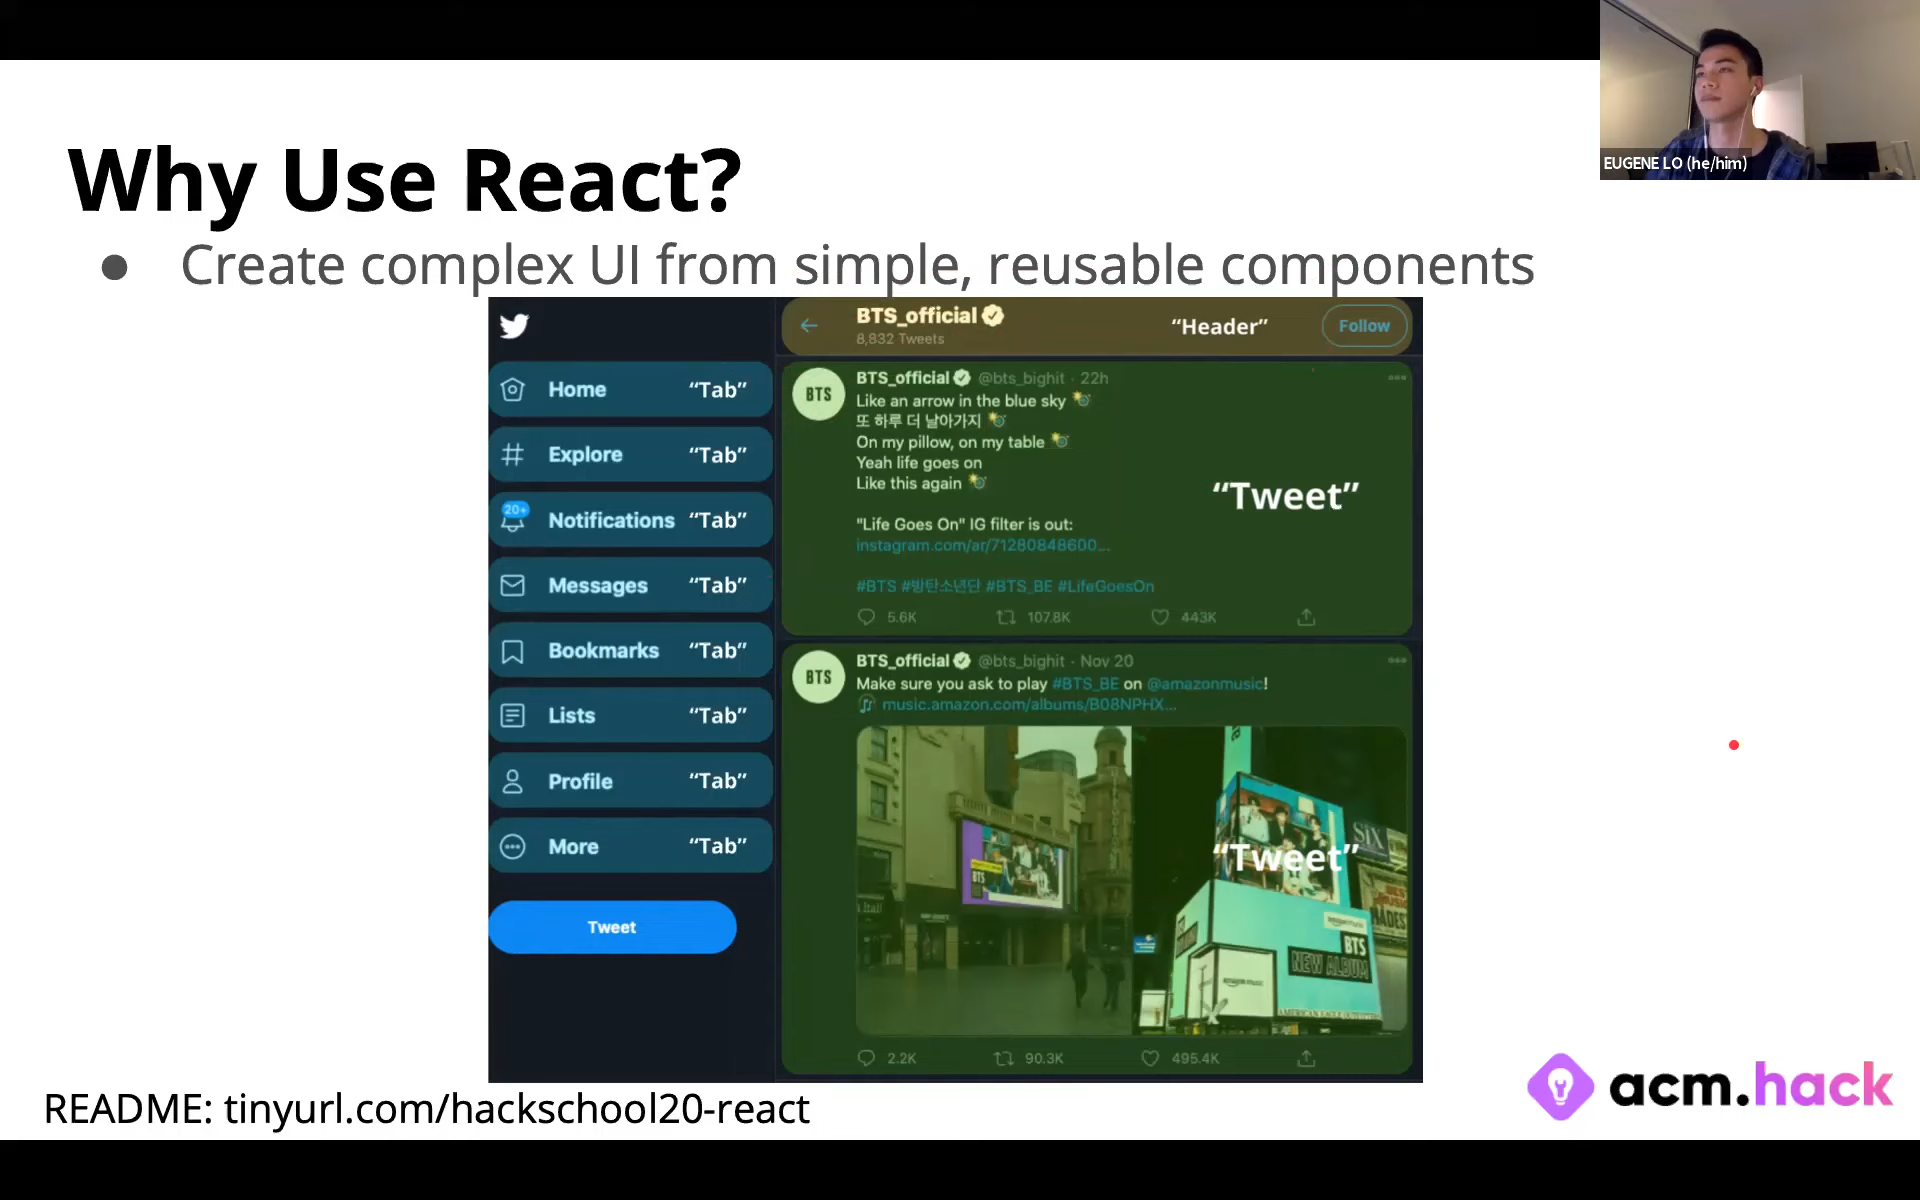 EUGENE LO (he/him)
Why Use React?
● Create complex UI from simple, reusable components
BTS_official
8,832 Tweets
"Header"
Follow
Home "Tab"
Explore "Tab"
20+
Notifications "Tab"
Messages "Tab"
Bookmarks "Tab"
Lists "Tab"
Profile "Tab"
More "Tab"
Tweet
BTS
BTS_official @bts_bighit · 22h
Like an arrow in the blue sky
또 하루 더 날아가지
On my pillow, on my table
Yeah life goes on
Like this again
"Tweet"
"Life Goes On" IG filter is out:
instagram.com/ar/71280848600...
#BTS #방탄소년단 #BTS_BE #LifeGoesOn
5.6K 107.8K 443K
BTS
BTS_official @bts_bighit · Nov 20
Make sure you ask to play #BTS_BE on @amazonmusic!
music.amazon.com/albums/B08NPHX...
"Tweet"
SIX
BTS
BTS
NEW ALBUM
2.2K 90.3K 495.4K
README: tinyurl.com/hackschool20-react
acm.hack